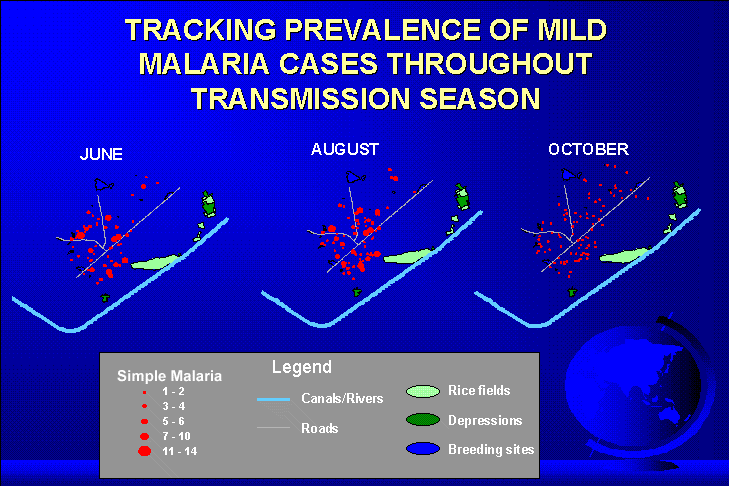 TRACKING PREVALENCE OF MILD
MALARIA CASES THROUGHOUT
TRANSMISSION SEASON
JUNE
AUGUST
OCTOBER
Legend
Simple Malaria
1 - 2
3 - 4
5 - 6
7 - 10
11 - 14
Canals/Rivers
Roads
Rice fields
Depressions
Breeding sites